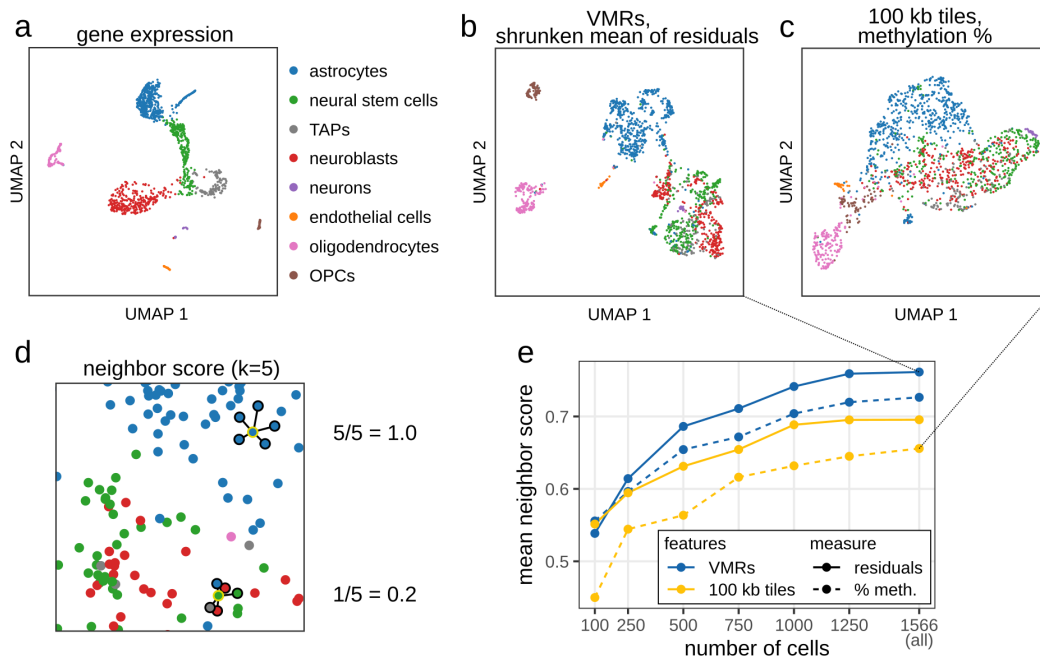 a
gene expression
UMAP 2
UMAP 1
astrocytes
neural stem cells
TAPs
neuroblasts
neurons
endothelial cells
oligodendrocytes
OPCs
b
VMRs,
shrunken mean of residuals
UMAP 2
UMAP 1
c
100 kb tiles,
methylation %
UMAP 2
UMAP 1
d
neighbor score (k=5)
5/5 = 1.0
1/5 = 0.2
e
mean neighbor score
0.7
0.6
0.5
features
VMRs
100 kb tiles
measure
residuals
% meth.
100 250 500 750 1000 1250 1566
(all)
number of cells